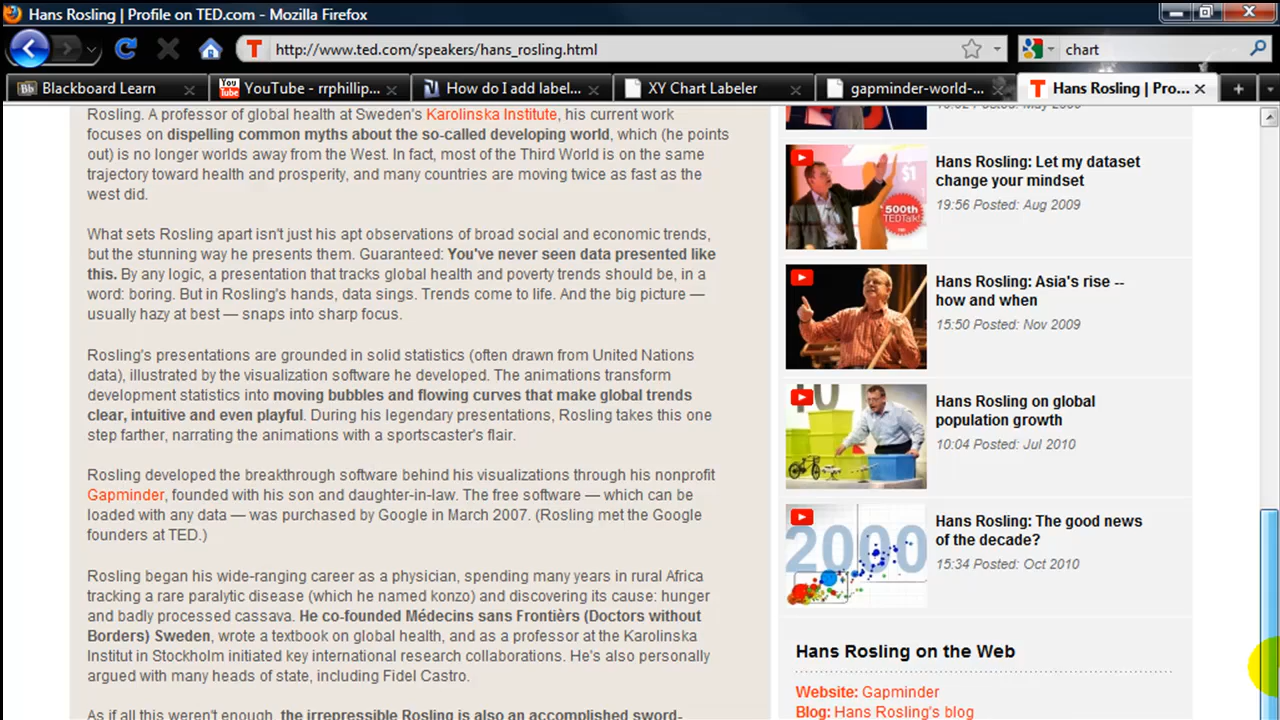 Hans Rosling | Profile on TED.com - Mozilla Firefox
http://www.ted.com/speakers/hans_rosling.html
chart
Blackboard Learn
YouTube - rrphillip...
How do I add label...
XY Chart Labeler
gapminder-world-...
Hans Rosling | Pro...
Rosling. A professor of global health at Sweden's Karolinska Institute, his current work
focuses on dispelling common myths about the so-called developing world, which (he points
out) is no longer worlds away from the West. In fact, most of the Third World is on the same
trajectory toward health and prosperity, and many countries are moving twice as fast as the
west did.
What sets Rosling apart isn't just his apt observations of broad social and economic trends,
but the stunning way he presents them. Guaranteed: You've never seen data presented like
this. By any logic, a presentation that tracks global health and poverty trends should be, in a
word: boring. But in Rosling's hands, data sings. Trends come to life. And the big picture —
usually hazy at best — snaps into sharp focus.
Rosling's presentations are grounded in solid statistics (often drawn from United Nations
data), illustrated by the visualization software he developed. The animations transform
development statistics into moving bubbles and flowing curves that make global trends
clear, intuitive and even playful. During his legendary presentations, Rosling takes this one
step farther, narrating the animations with a sportscaster's flair.
Rosling developed the breakthrough software behind his visualizations through his nonprofit
Gapminder, founded with his son and daughter-in-law. The free software — which can be
loaded with any data — was purchased by Google in March 2007. (Rosling met the Google
founders at TED.)
Rosling began his wide-ranging career as a physician, spending many years in rural Africa
tracking a rare paralytic disease (which he named konzo) and discovering its cause: hunger
and badly processed cassava. He co-founded Médecins sans Frontièrs (Doctors without
Borders) Sweden, wrote a textbook on global health, and as a professor at the Karolinska
Institut in Stockholm initiated key international research collaborations. He's also personally
argued with many heads of state, including Fidel Castro.
As if all this weren't enough, the irrepressible Rosling is also an accomplished sword-
Hans Rosling: Let my dataset
change your mindset
19:56 Posted: Aug 2009
$1
500th
TEDTalk!
Hans Rosling: Asia's rise --
how and when
15:50 Posted: Nov 2009
Hans Rosling on global
population growth
10:04 Posted: Jul 2010
Hans Rosling: The good news
of the decade?
15:34 Posted: Oct 2010
2000
Hans Rosling on the Web
Website: Gapminder
Blog: Hans Rosling's blog